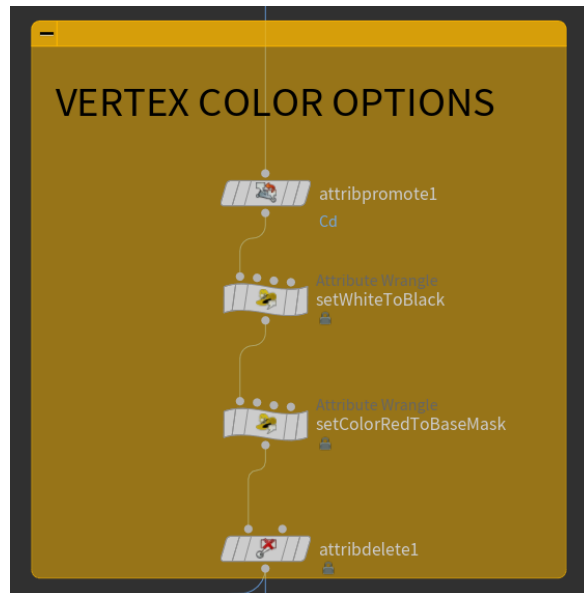 VERTEX COLOR OPTIONS
attribpromote1
Cd
Attribute Wrangle
setWhiteToBlack
Attribute Wrangle
setColorRedToBaseMask
attribdelete1